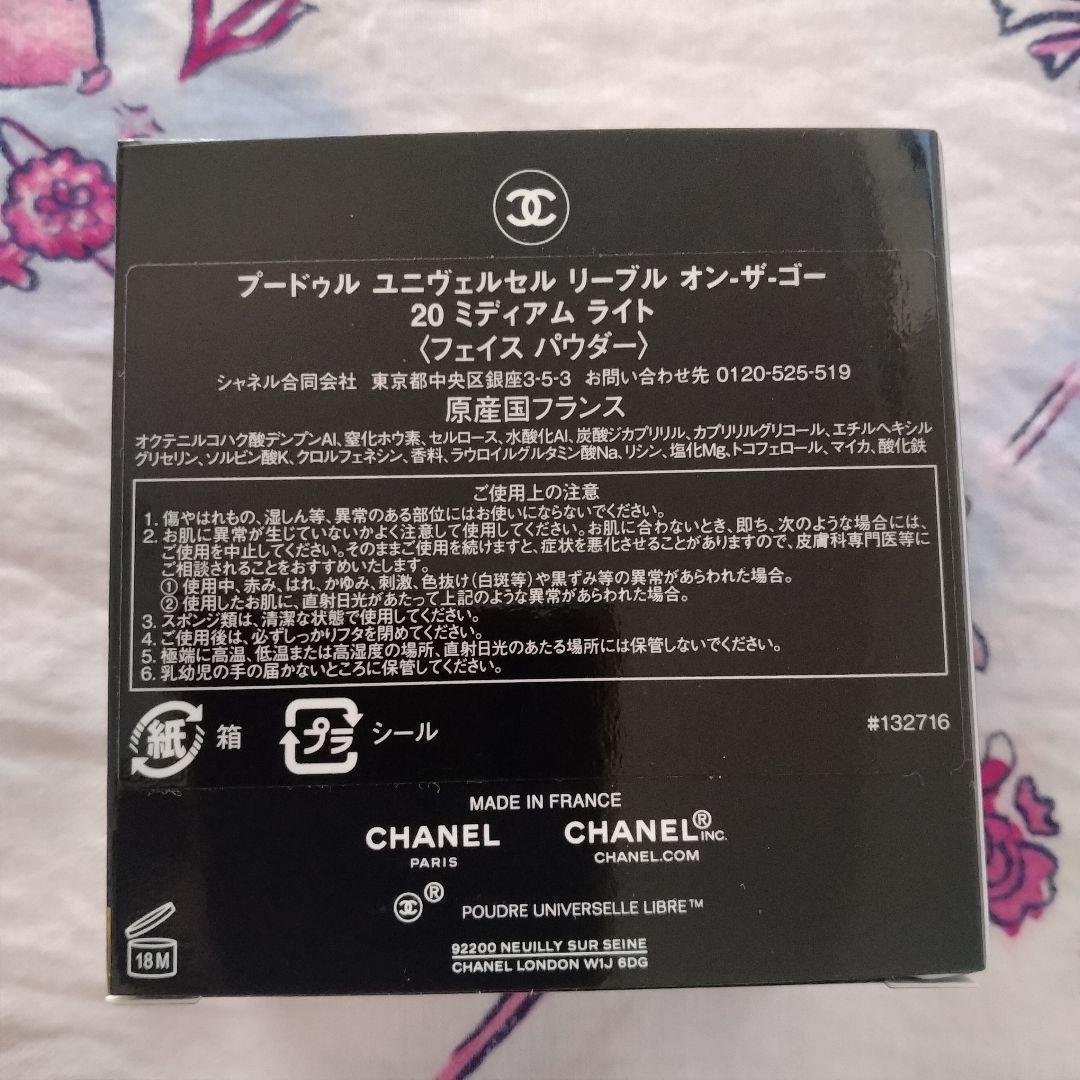 プードゥル ユニヴェルセル リーブル オン-ザ-ゴー
20 ミディアム ライト
〈フェイス パウダー〉
シャネル合同会社 東京都中央区銀座3-5-3 お問い合わせ先 0120-525-519
原産国フランス
オクテニルコハク酸デンプンAl、窒化ホウ素、セルロース、水酸化Al、炭酸ジカプリリル、カプリリルグリコール、エチルヘキシル
グリセリン、ソルビン酸K、クロルフェネシン、香料、ラウロイルグルタミン酸Na、リシン、塩化Mg、トコフェロール、マイカ、酸化鉄
ご使用上の注意
1. 傷やはれもの、湿しん等、異常のある部位にはお使いにならないでください。
2. お肌に異常が生じていないかよく注意して使用してください。お肌に合わないとき、即ち、次のような場合には、
ご使用を中止してください。そのままご使用を続けますと、症状を悪化させることがありますので、皮膚科専門医等に
ご相談されることをおすすめいたします。
① 使用中、赤み、はれ、かゆみ、刺激、色抜け(白斑等)や黒ずみ等の異常があらわれた場合。
② 使用したお肌に、直射日光があたって上記のような異常があらわれた場合。
3. スポンジ類は、清潔な状態で使用してください。
4. ご使用後は、必ずしっかりフタを閉めてください。
5. 極端に高温、低温または高湿度の場所、直射日光のあたる場所には保管しないでください。
6. 乳幼児の手の届かないところに保管してください。
紙 箱 プラ シール #132716
MADE IN FRANCE
CHANEL CHANEL® INC.
PARIS CHANEL.COM
® POUDRE UNIVERSELLE LIBRE™
18M
92200 NEUILLY SUR SEINE
CHANEL LONDON W1J 6DG